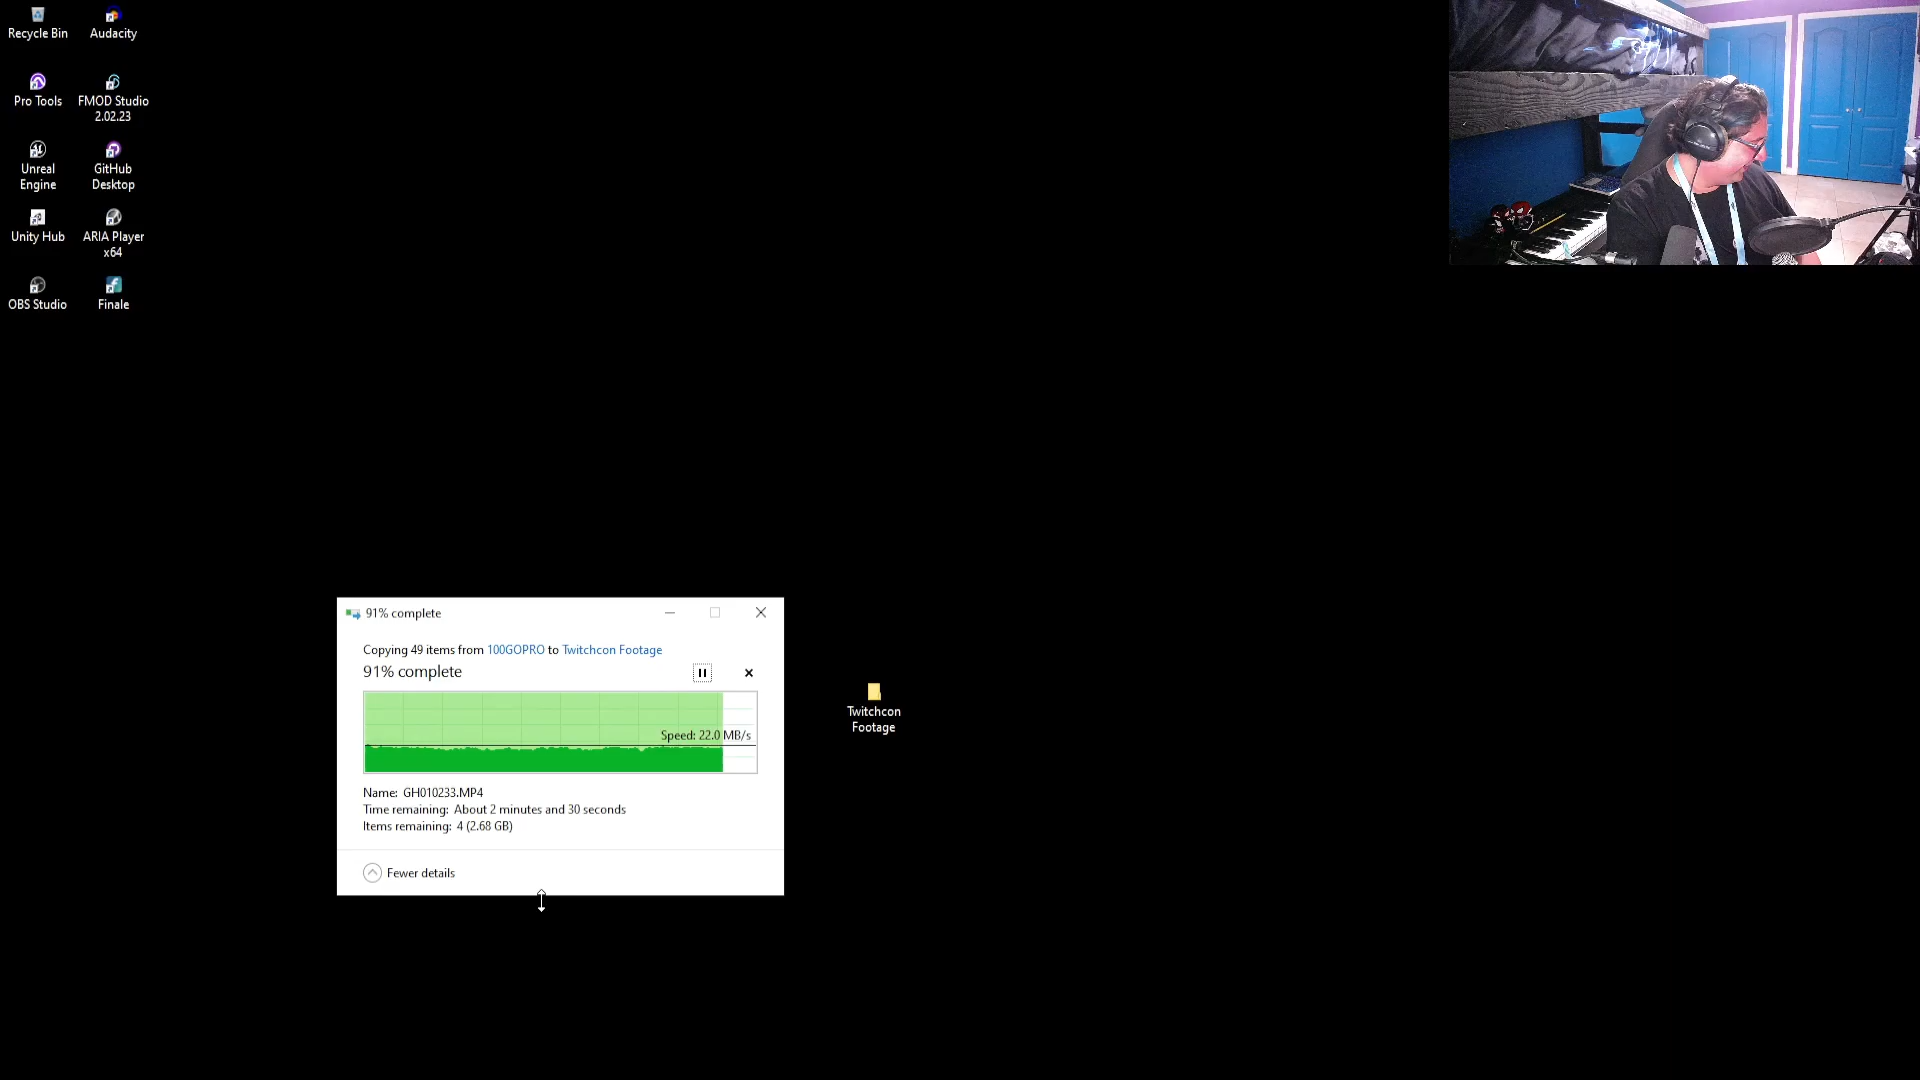 Recycle Bin
Audacity
Pro Tools
FMOD Studio
2.02.23
Unreal
Engine
GitHub
Desktop
Unity Hub
ARIA Player
x64
OBS Studio
Finale
91% complete
Copying 49 items from 100GOPRO to Twitchcon Footage
91% complete
Speed: 22.0 MB/s
Name: GH010233.MP4
Time remaining: About 2 minutes and 30 seconds
Items remaining: 4 (2.68 GB)
Fewer details
Twitchcon
Footage